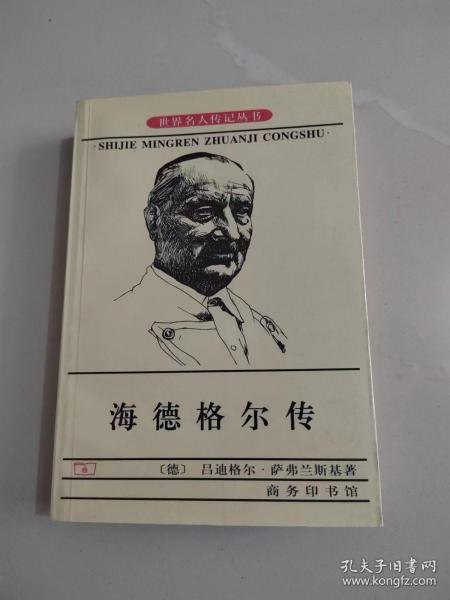 世界名人传记丛书
·SHIJIE MINGREN ZHUANJI CONGSHU·
海德格尔传
〔德〕 吕迪格尔·萨弗兰斯基著
商务印书馆
孔夫子旧书网
www.kongfz.com